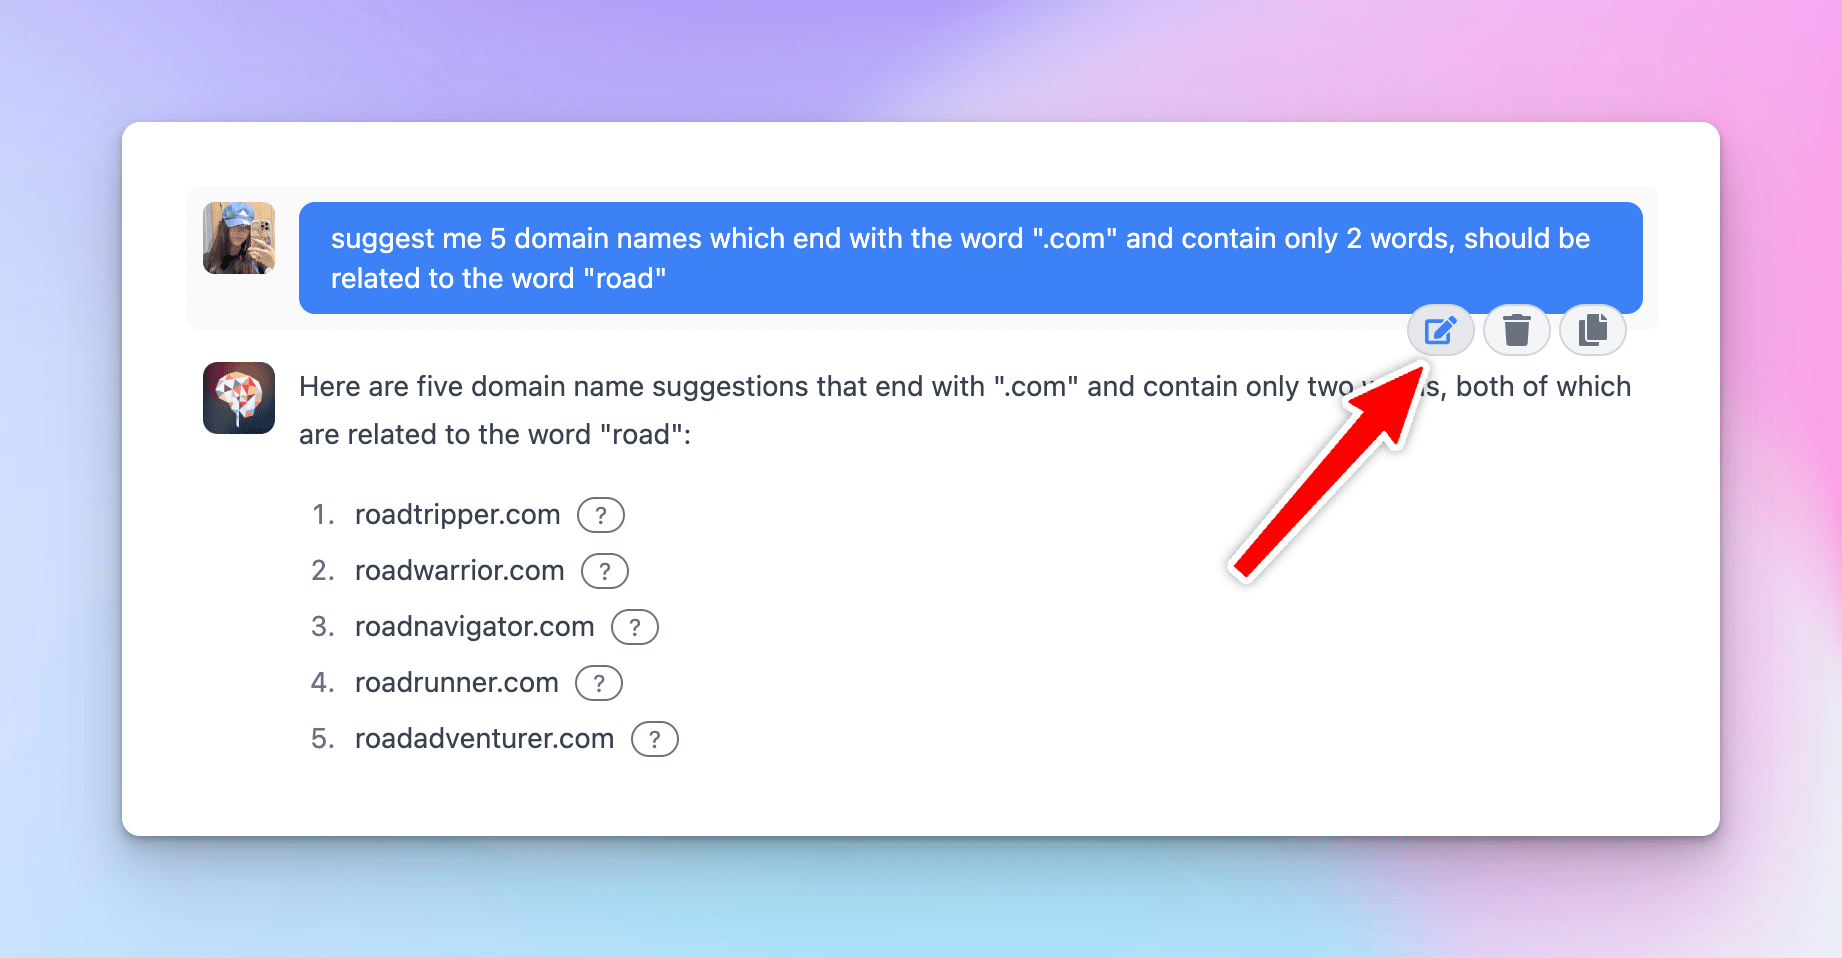 suggest me 5 domain names which end with the word ".com" and contain only 2 words, should be
related to the word "road"
Here are five domain name suggestions that end with ".com" and contain only two , both of which
are related to the word "road":
1. roadtripper.com ?
2. roadwarrior.com ?
3. roadnavigator.com ?
4. roadrunner.com ?
5. roadadventurer.com ?